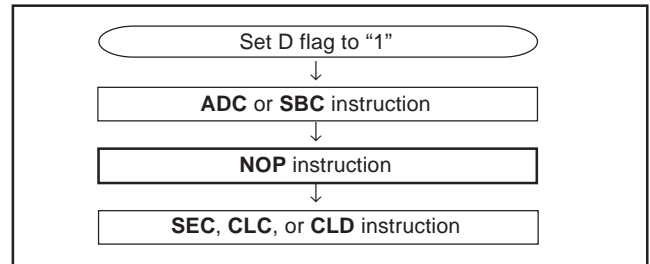 Set D flag to “1”
ADC or SBC instruction
NOP instruction
SEC, CLC, or CLD instruction